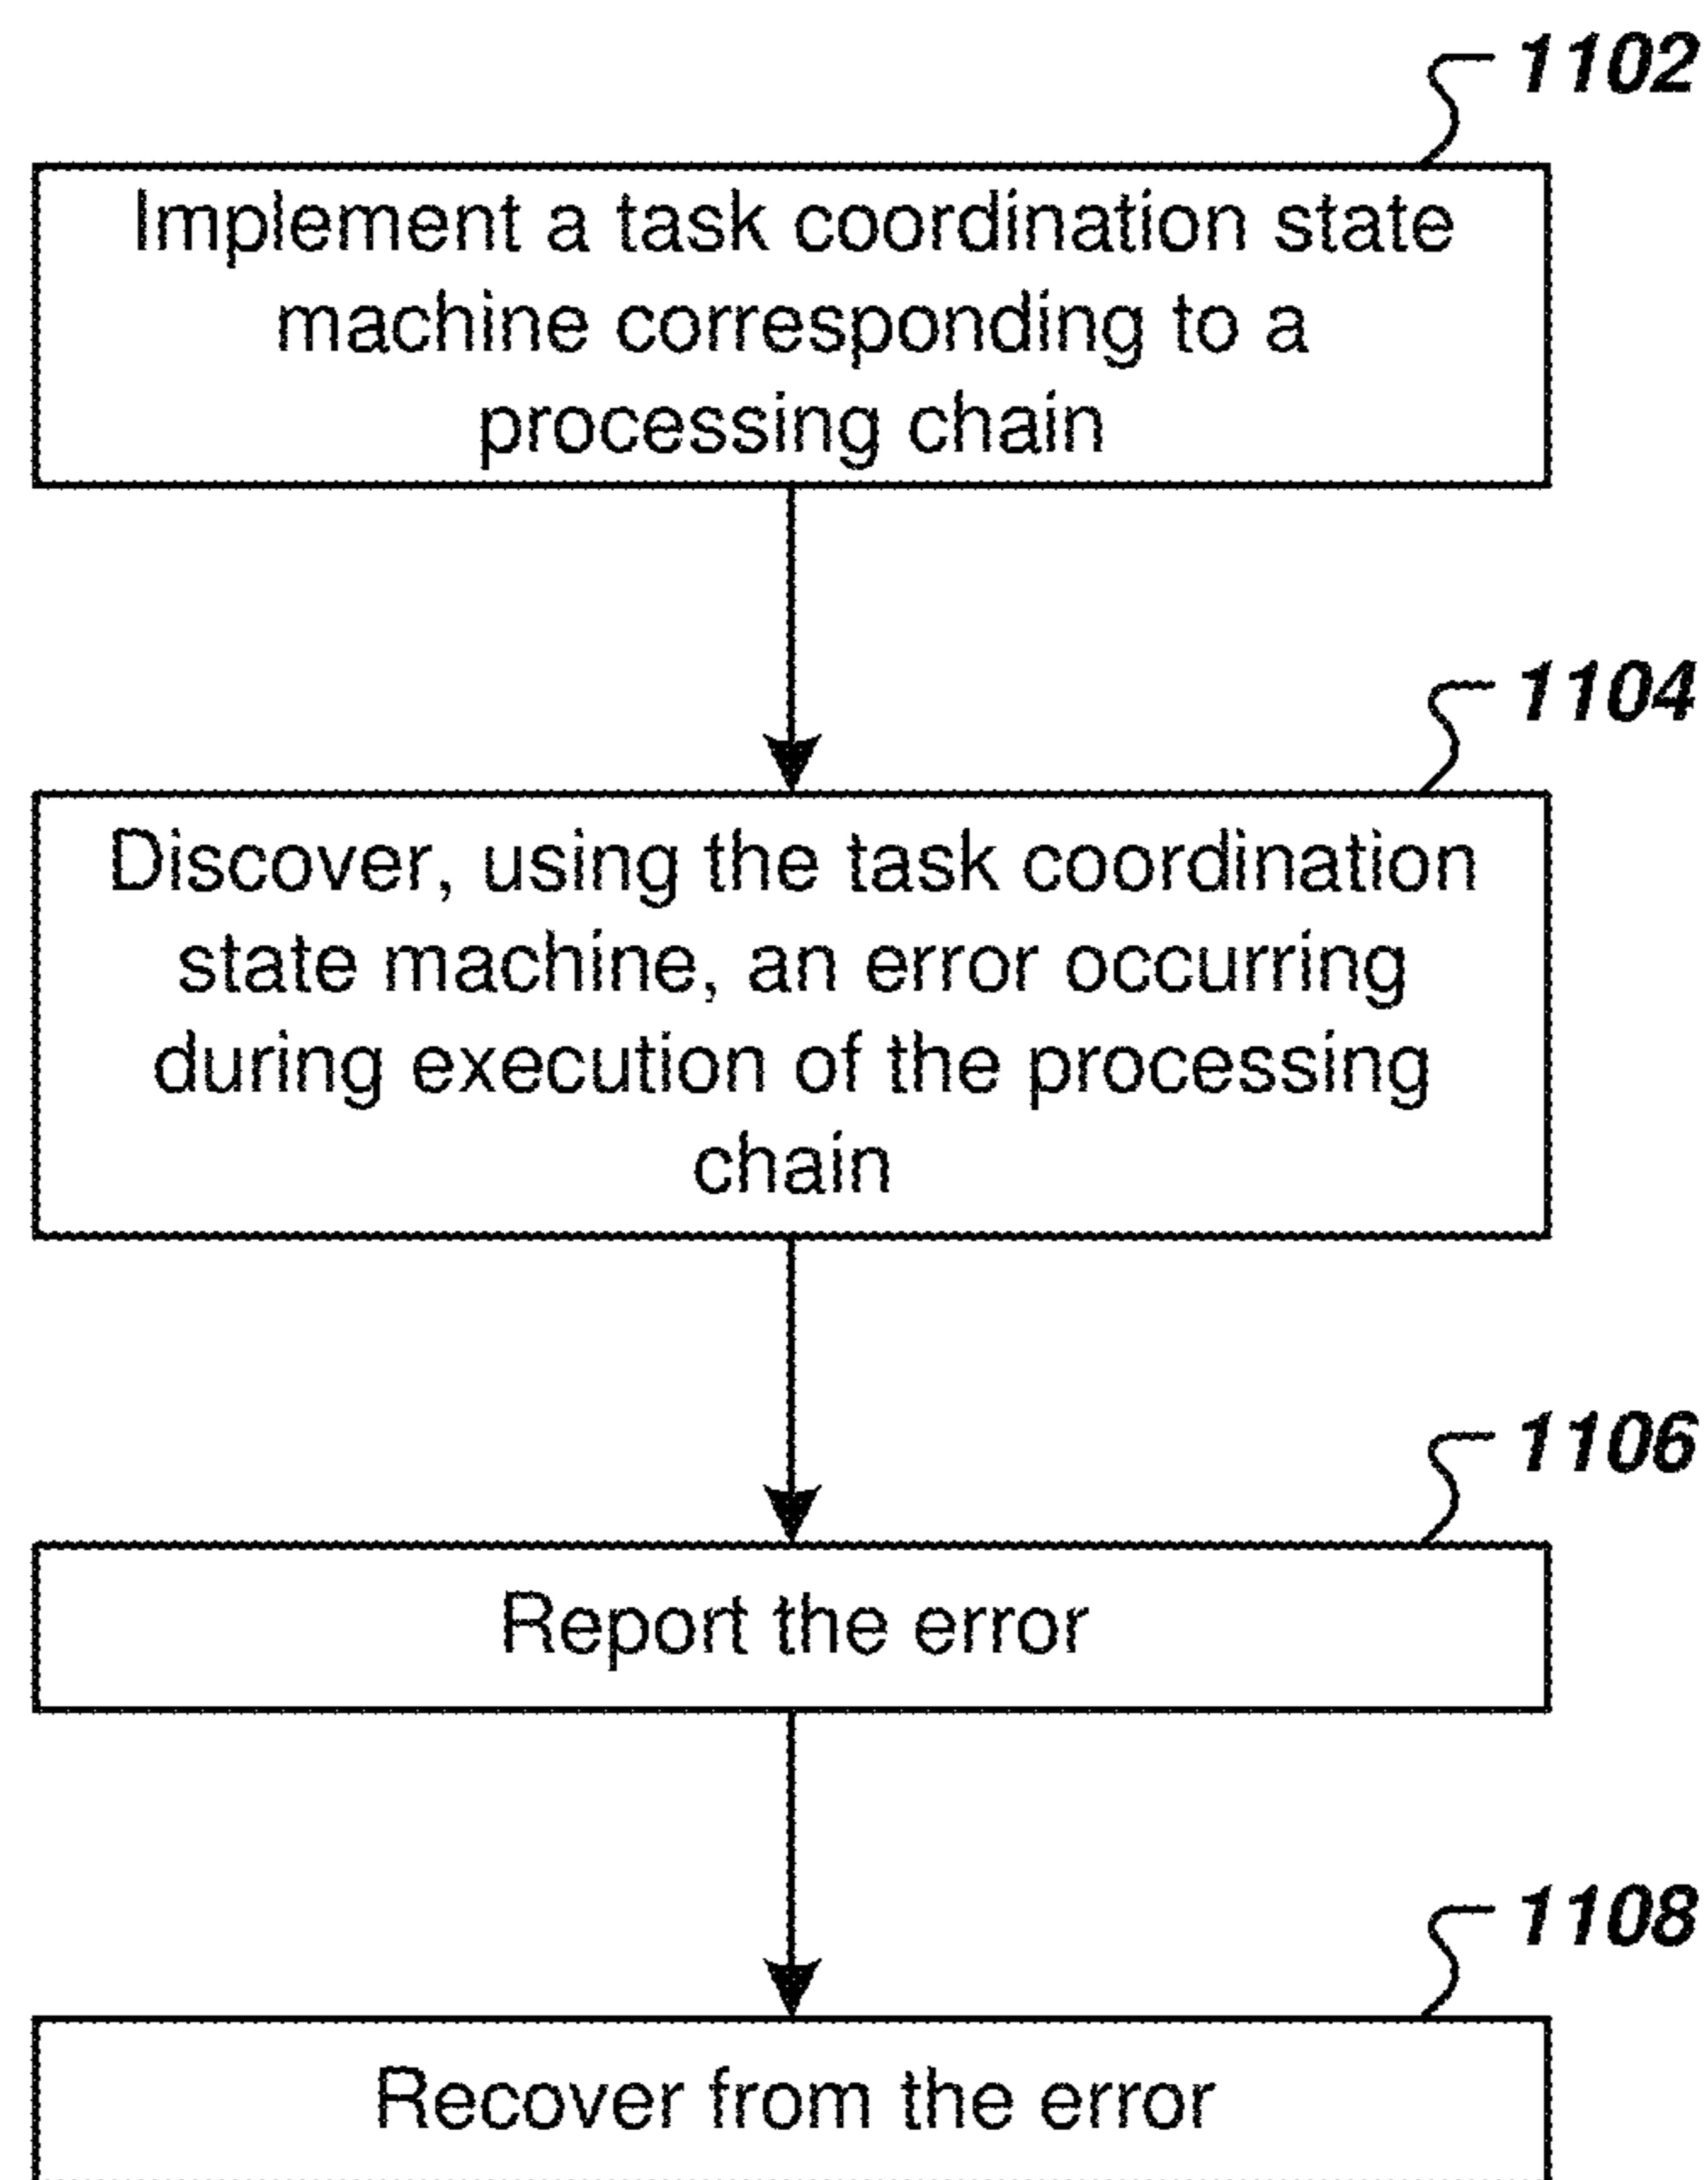 1102
Implement a task coordination state
machine corresponding to a
processing chain
1104
Discover, using the task coordination
state machine, an error occurring
during execution of the processing
chain
1106
Report the error
1108
Recover from the error